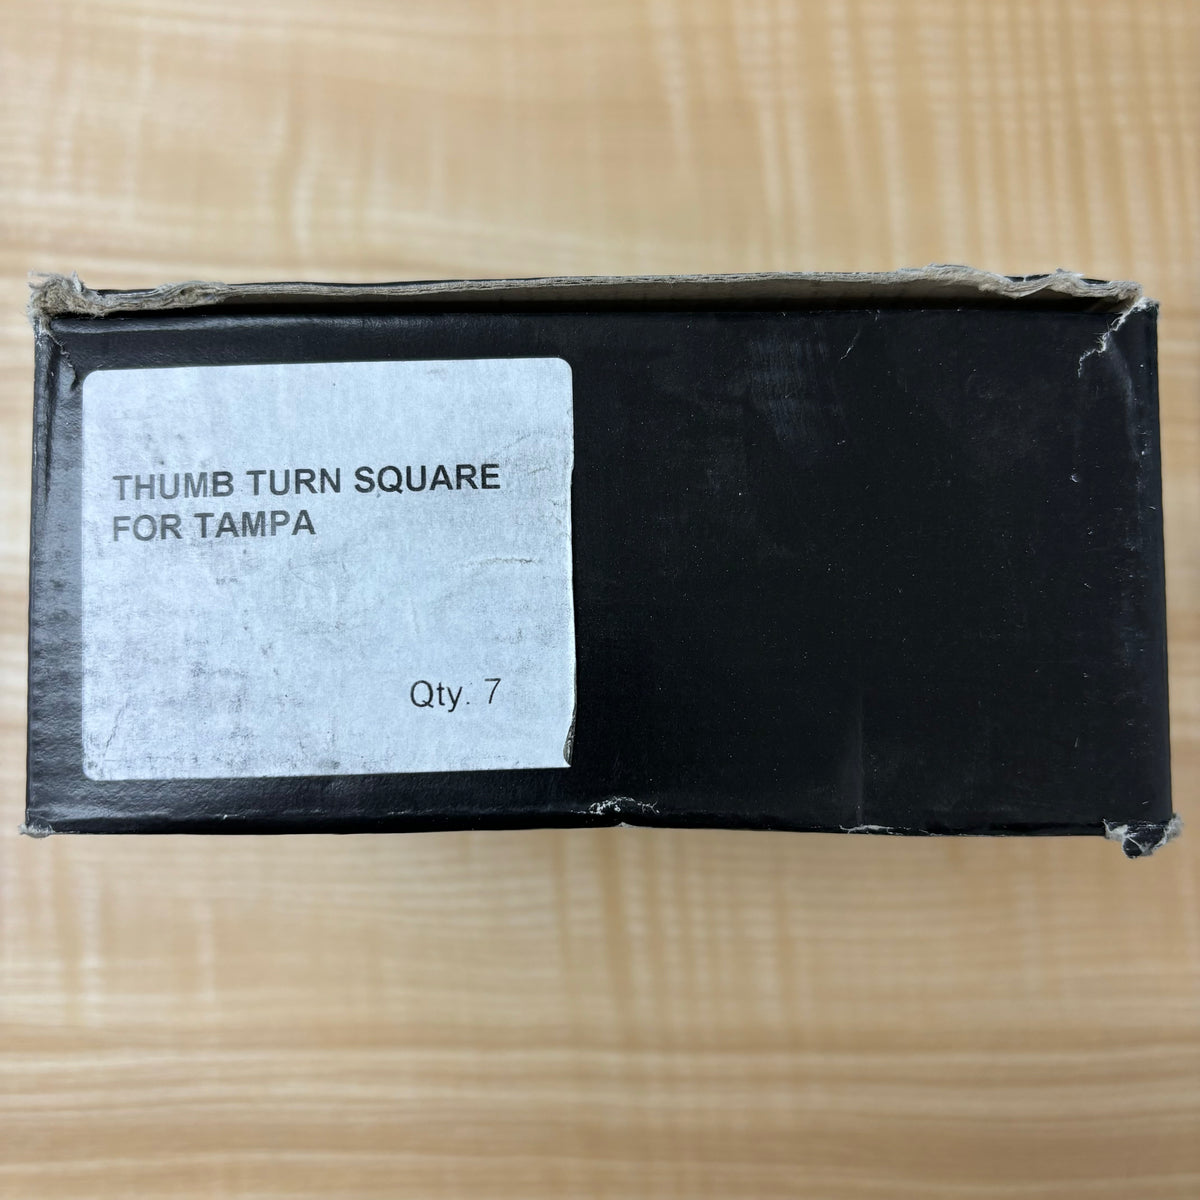 THUMB TURN SQUARE
FOR TAMPA
Qty. 7